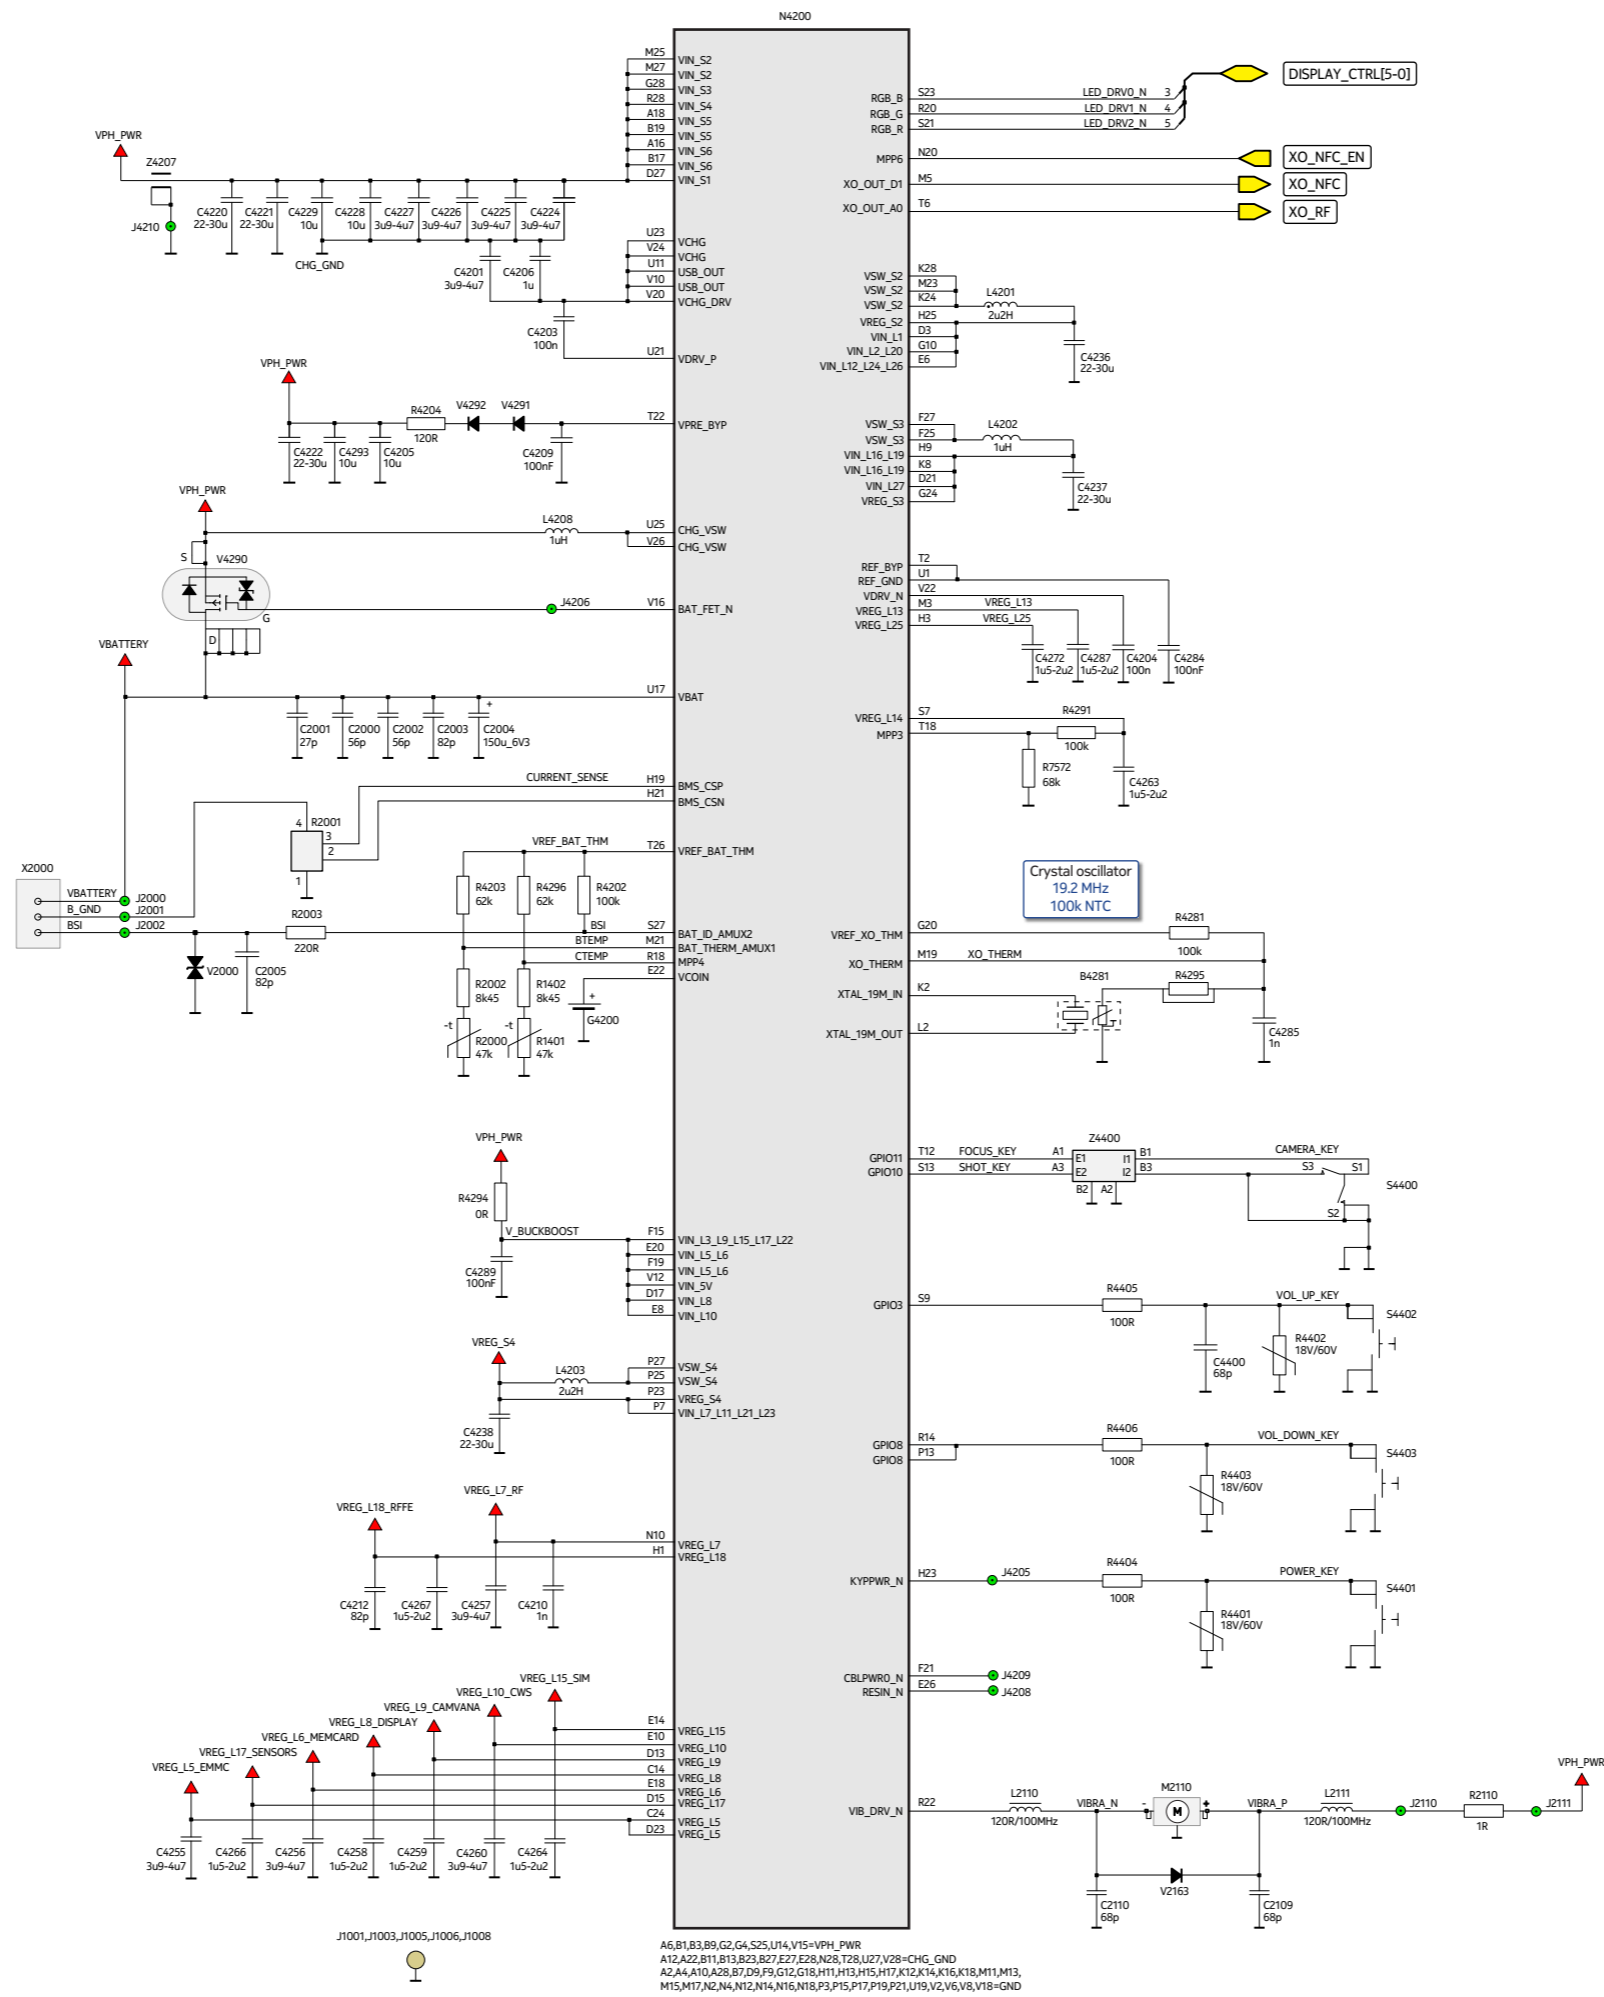 N4200
M25 VIN_S2
M27 VIN_S2
G28 VIN_S3
R28 VIN_S4
A18 VIN_S5
B19 VIN_S5
A16 VIN_S6
B17 VIN_S6
D27 VIN_S1
VPH_PWR
Z4207
J4210
C4220 22-30u
C4221 22-30u
C4229 10u
C4228 10u
C4227 3u9-4u7
C4226 3u9-4u7
C4225 3u9-4u7
C4224 3u9-4u7
CHG_GND
C4201 3u9-4u7
C4206 1u
U23 VCHG
V24 VCHG
U11 USB_OUT
V10 USB_OUT
V20 VCHG_DRV
C4203 100n
U21 VDRV_P
VPH_PWR
R4204 120R
V4292
V4291
T22 VPRE_BYP
C4222 22-30u
C4293 10u
C4205 10u
C4209 100nF
VPH_PWR
L4208 1uH
U25 CHG_VSW
V26 CHG_VSW
S
V4290
G
D
J4206
V16 BAT_FET_N
VBATTERY
U17 VBAT
C2001 27p
C2000 56p
C2002 56p
C2003 82p
+
C2004 150u_6V3
CURRENT_SENSE
H19 BMS_CSP
H21 BMS_CSN
4 R2001
3
2
1
VREF_BAT_THM
T26 VREF_BAT_THM
X2000
VBATTERY J2000
B_GND J2001
BSI J2002
R2003 220R
R4203 62k
R4296 62k
R4202 100k
BSI S27 BAT_ID_AMUX2
BTEMP M21 BAT_THERM_AMUX1
CTEMP R18 MPP4
E22 VCOIN
V2000
C2005 82p
R2002 8k45
R1402 8k45
+
G4200
-t R2000 47k
-t R1401 47k
VPH_PWR
R4294 0R
V_BUCKBOOST
C4289 100nF
F15 VIN_L3_L9_L15_L17_L22
E20 VIN_L5_L6
F19 VIN_L5_L6
V12 VIN_5V
D17 VIN_L8
E8 VIN_L10
VREG_S4
L4203 2u2H
P27 VSW_S4
P25 VSW_S4
P23 VREG_S4
P7 VIN_L7_L11_L21_L23
C4238 22-30u
VREG_L7_RF
VREG_L18_RFFE
N10 VREG_L7
H1 VREG_L18
C4212 82p
C4267 1u5-2u2
C4257 3u9-4u7
C4210 1n
VREG_L15_SIM
VREG_L10_CWS
VREG_L9_CAMVANA
VREG_L8_DISPLAY
VREG_L6_MEMCARD
VREG_L17_SENSORS
VREG_L5_EMMC
E14 VREG_L15
E10 VREG_L10
D13 VREG_L9
C14 VREG_L8
E18 VREG_L6
D15 VREG_L17
C24 VREG_L5
D23 VREG_L5
C4255 3u9-4u7
C4266 1u5-2u2
C4256 3u9-4u7
C4258 1u5-2u2
C4259 1u5-2u2
C4260 3u9-4u7
C4264 1u5-2u2
J1001,J1003,J1005,J1006,J1008
RGB_B S23 LED_DRV0_N 3
RGB_G R20 LED_DRV1_N 4
RGB_R S21 LED_DRV2_N 5
DISPLAY_CTRL[5-0]
MPP6 N20 XO_NFC_EN
XO_OUT_D1 M5 XO_NFC
XO_OUT_A0 T6 XO_RF
VSW_S2 K28
VSW_S2 M23
VSW_S2 K24
L4201 2u2H
VREG_S2 H25
VIN_L1 D3
VIN_L2_L20 G10
VIN_L12_L24_L26 E6
C4236 22-30u
VSW_S3 F27
VSW_S3 F25
L4202 1uH
VIN_L16_L19 H9
VIN_L16_L19 K8
VIN_L27 D21
VREG_S3 G24
C4237 22-30u
REF_BYP T2
REF_GND U1
VDRV_N V22
VREG_L13 M3 VREG_L13
VREG_L25 H3 VREG_L25
C4272 1u5-2u2
C4287 1u5-2u2
C4204 100n
C4284 100nF
VREG_L14 S7
MPP3 T18
R4291 100k
R7572 68k
C4263 1u5-2u2
Crystal oscillator
19.2 MHz
100k NTC
VREF_XO_THM G20
R4281 100k
XO_THERM M19 XO_THERM
B4281
R4295
XTAL_19M_IN K2
XTAL_19M_OUT L2
-T
C4285 1n
Z4400
GPIO11 T12 FOCUS_KEY A1 E1 I1 B1 CAMERA_KEY
GPIO10 S13 SHOT_KEY A3 E2 I2 B3 S3 S1
B2 A2
S2
S4400
GPIO3 S9 R4405 100R VOL_UP_KEY S4402
C4400 68p
R4402 18V/60V
GPIO8 R14 R4406 100R VOL_DOWN_KEY S4403
GPIO8 P13
R4403 18V/60V
KYPPWR_N H23 J4205 R4404 100R POWER_KEY S4401
R4401 18V/60V
CBLPWR0_N F21 J4209
RESIN_N E26 J4208
VPH_PWR
VIB_DRV_N R22 L2110 120R/100MHz VIBRA_N - M2110 M + VIBRA_P L2111 120R/100MHz J2110 R2110 1R J2111
V2163
C2110 68p
C2109 68p
A6,B1,B3,B9,G2,G4,S25,U14,V15=VPH_PWR
A12,A22,B11,B13,B23,B27,E27,E28,N28,T28,U27,V28=CHG_GND
A2,A4,A10,A28,B7,D9,F9,G12,G18,H11,H13,H15,H17,K12,K14,K16,K18,M11,M13,
M15,M17,N2,N4,N12,N14,N16,N18,P3,P15,P17,P19,P21,U19,V2,V6,V8,V18=GND